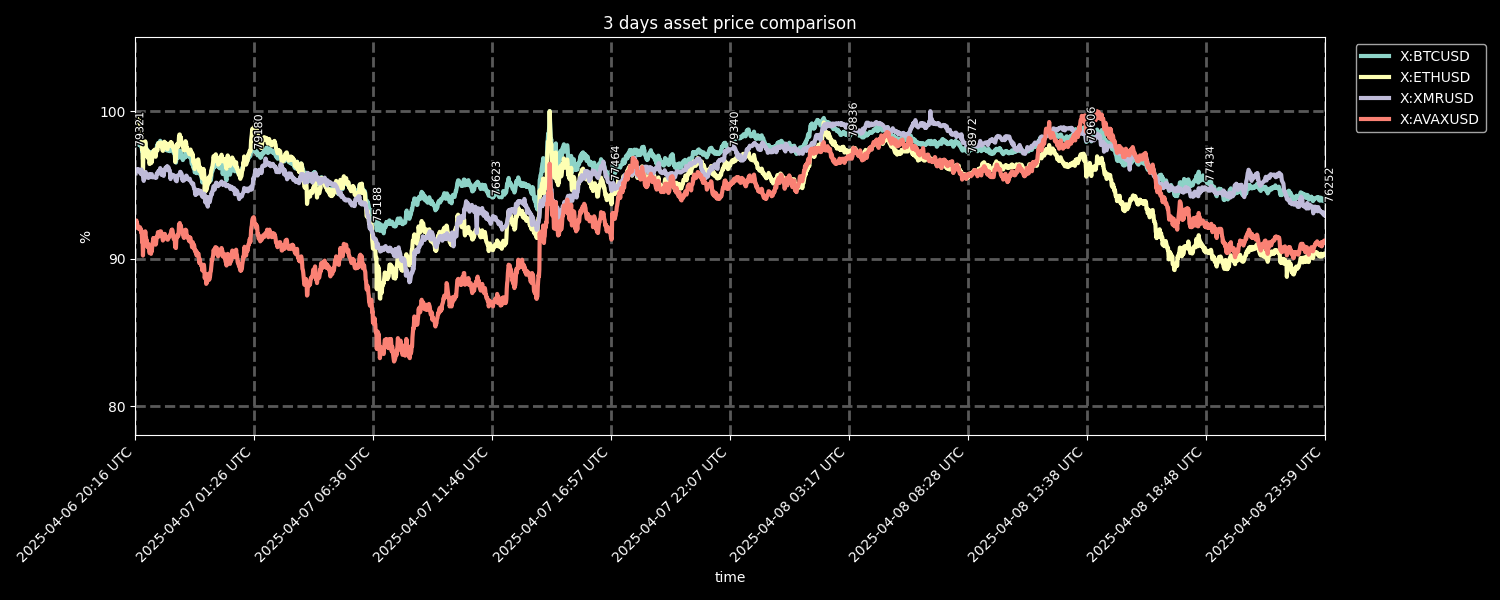 3 days asset price comparison
X:BTCUSD
X:ETHUSD
X:XMRUSD
X:AVAXUSD
100
90
80
%
79321
79180
75188
76623
77464
79340
79836
78972
79606
77434
76252
2025-04-06 20:16 UTC
2025-04-07 01:26 UTC
2025-04-07 06:36 UTC
2025-04-07 11:46 UTC
2025-04-07 16:57 UTC
2025-04-07 22:07 UTC
2025-04-08 03:17 UTC
2025-04-08 08:28 UTC
2025-04-08 13:38 UTC
2025-04-08 18:48 UTC
2025-04-08 23:59 UTC
time